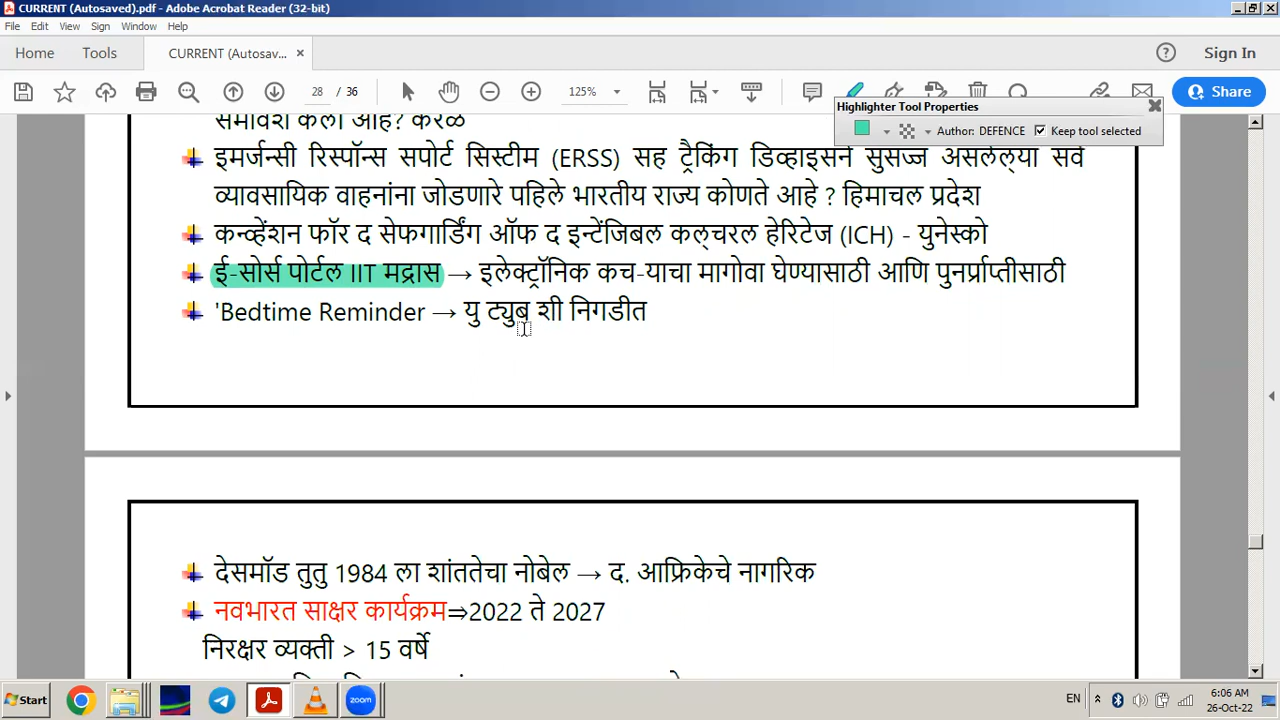 CURRENT (Autosaved).pdf - Adobe Acrobat Reader (32-bit)
File Edit View Sign Window Help
Home Tools CURRENT (Autosav... Sign In
28 / 36 125% Share
Highlighter Tool Properties
Author: DEFENCE Keep tool selected
समावेश केला आहे? केरळ
इमर्जन्सी रिस्पॉन्स सपोर्ट सिस्टीम (ERSS) सह ट्रैकिंग डिव्हाइसने सुसज्ज असलेल्या सर्व
व्यावसायिक वाहनांना जोडणारे पहिले भारतीय राज्य कोणते आहे ? हिमाचल प्रदेश
कन्व्हेंशन फॉर द सेफगार्डिंग ऑफ द इन्टेंजिबल कल्चरल हेरिटेज (ICH) - युनेस्को
ई-सोर्स पोर्टल IIT मद्रास → इलेक्ट्रॉनिक कच-याचा मागोवा घेण्यासाठी आणि पुनर्प्राप्तीसाठी
'Bedtime Reminder → यु ट्युब शी निगडीत
देसमॉड तुतु 1984 ला शांततेचा नोबेल → द. आफ्रिकेचे नागरिक
नवभारत साक्षर कार्यक्रम⇒2022 ते 2027
निरक्षर व्यक्ती > 15 वर्षे
Start zoom EN 6:06 AM
26-Oct-22